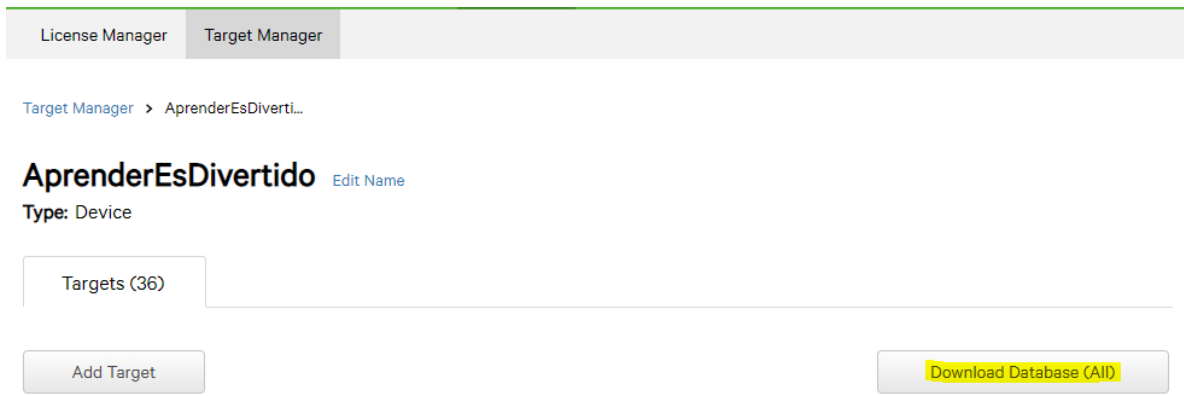 License Manager Target Manager
Target Manager > AprenderEsDiverti...
AprenderEsDivertido Edit Name
Type: Device
Targets (36)
Add Target Download Database (All)